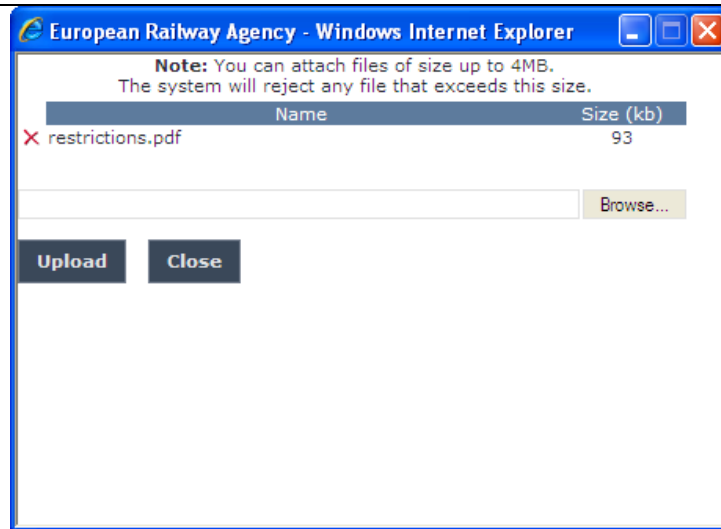 European Railway Agency - Windows Internet Explorer
Note: You can attach files of size up to 4MB.
The system will reject any file that exceeds this size.
Name Size (kb)
restrictions.pdf 93
Browse...
Upload Close